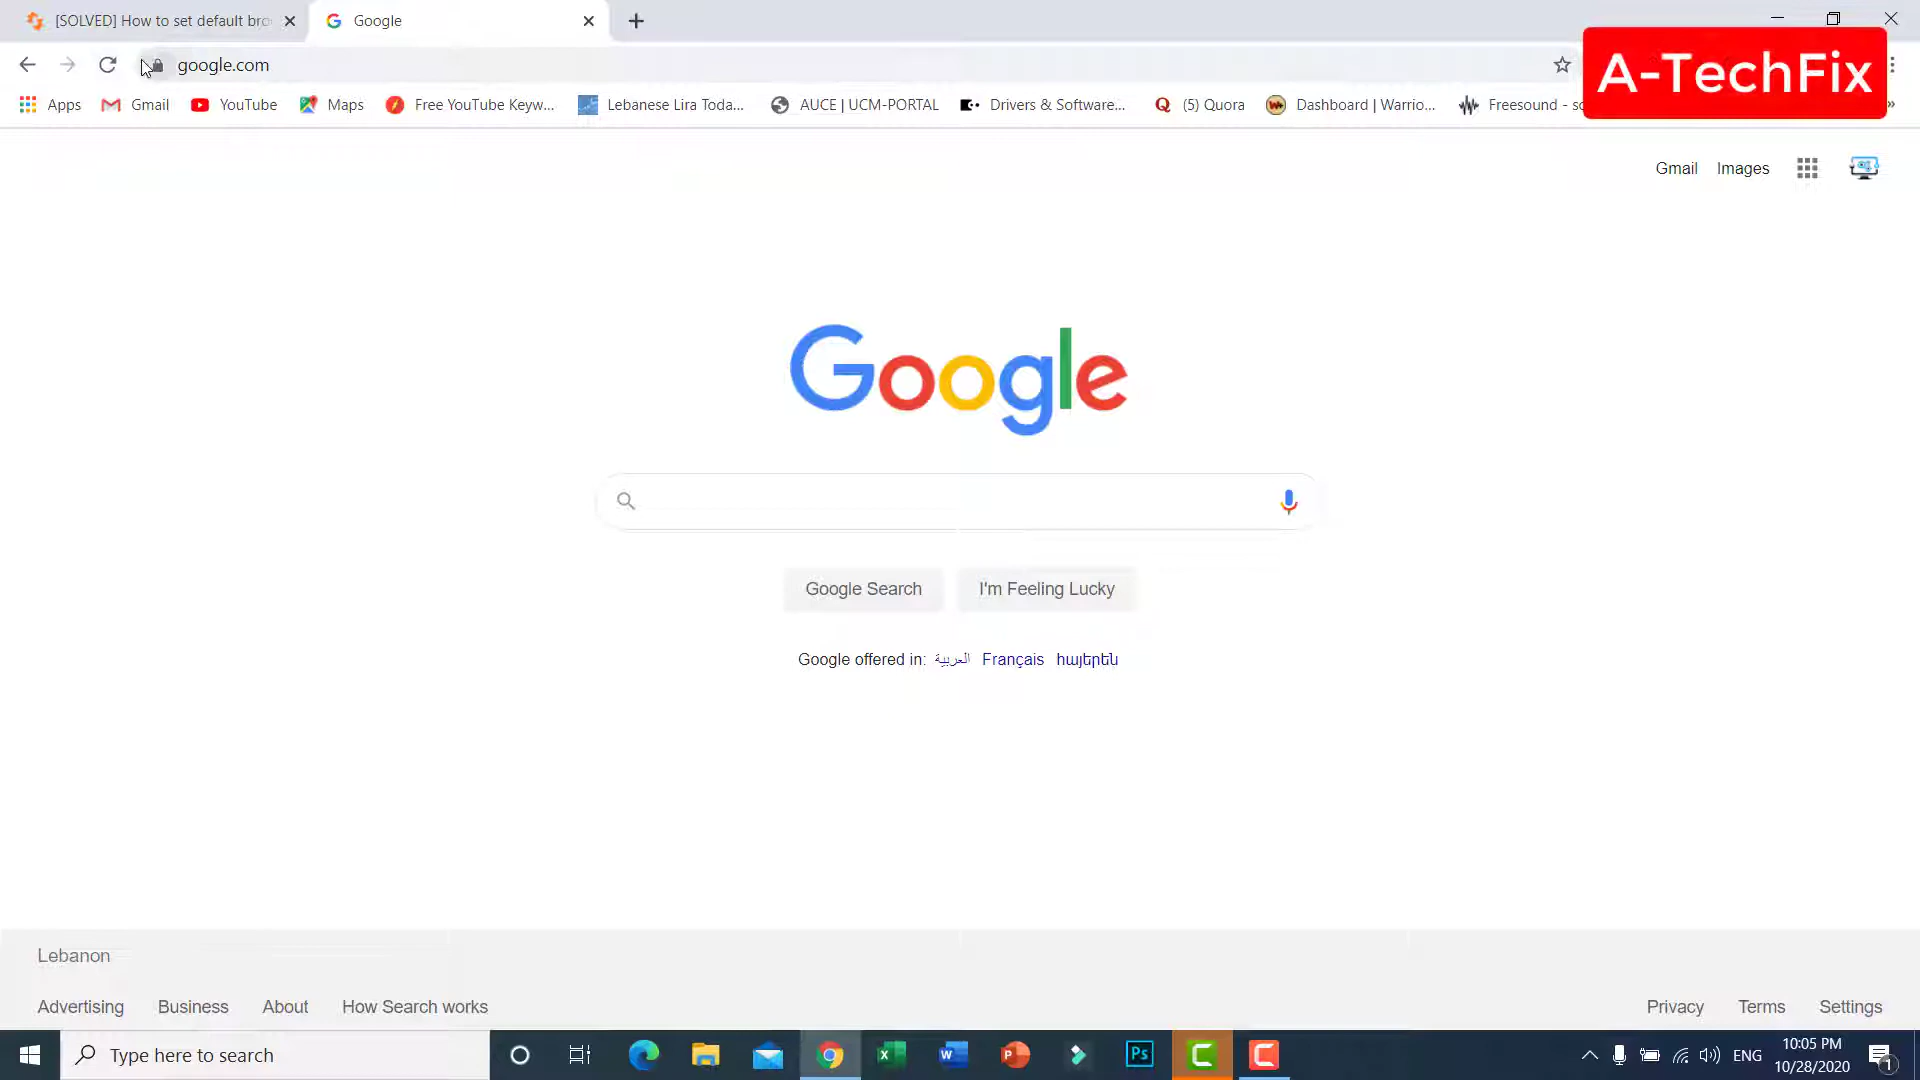 [SOLVED] How to set default bro
Google
google.com
A-TechFix
Apps
Gmail
YouTube
Maps
Free YouTube Keyw...
Lebanese Lira Toda...
AUCE | UCM-PORTAL
Drivers & Software...
(5) Quora
Dashboard | Warrio...
Freesound - so
Gmail
Images
Google
Google Search
I'm Feeling Lucky
Google offered in: العربية Français հայերեն
Lebanon
Advertising
Business
About
How Search works
Privacy
Terms
Settings
Type here to search
ENG
10:05 PM
10/28/2020
1